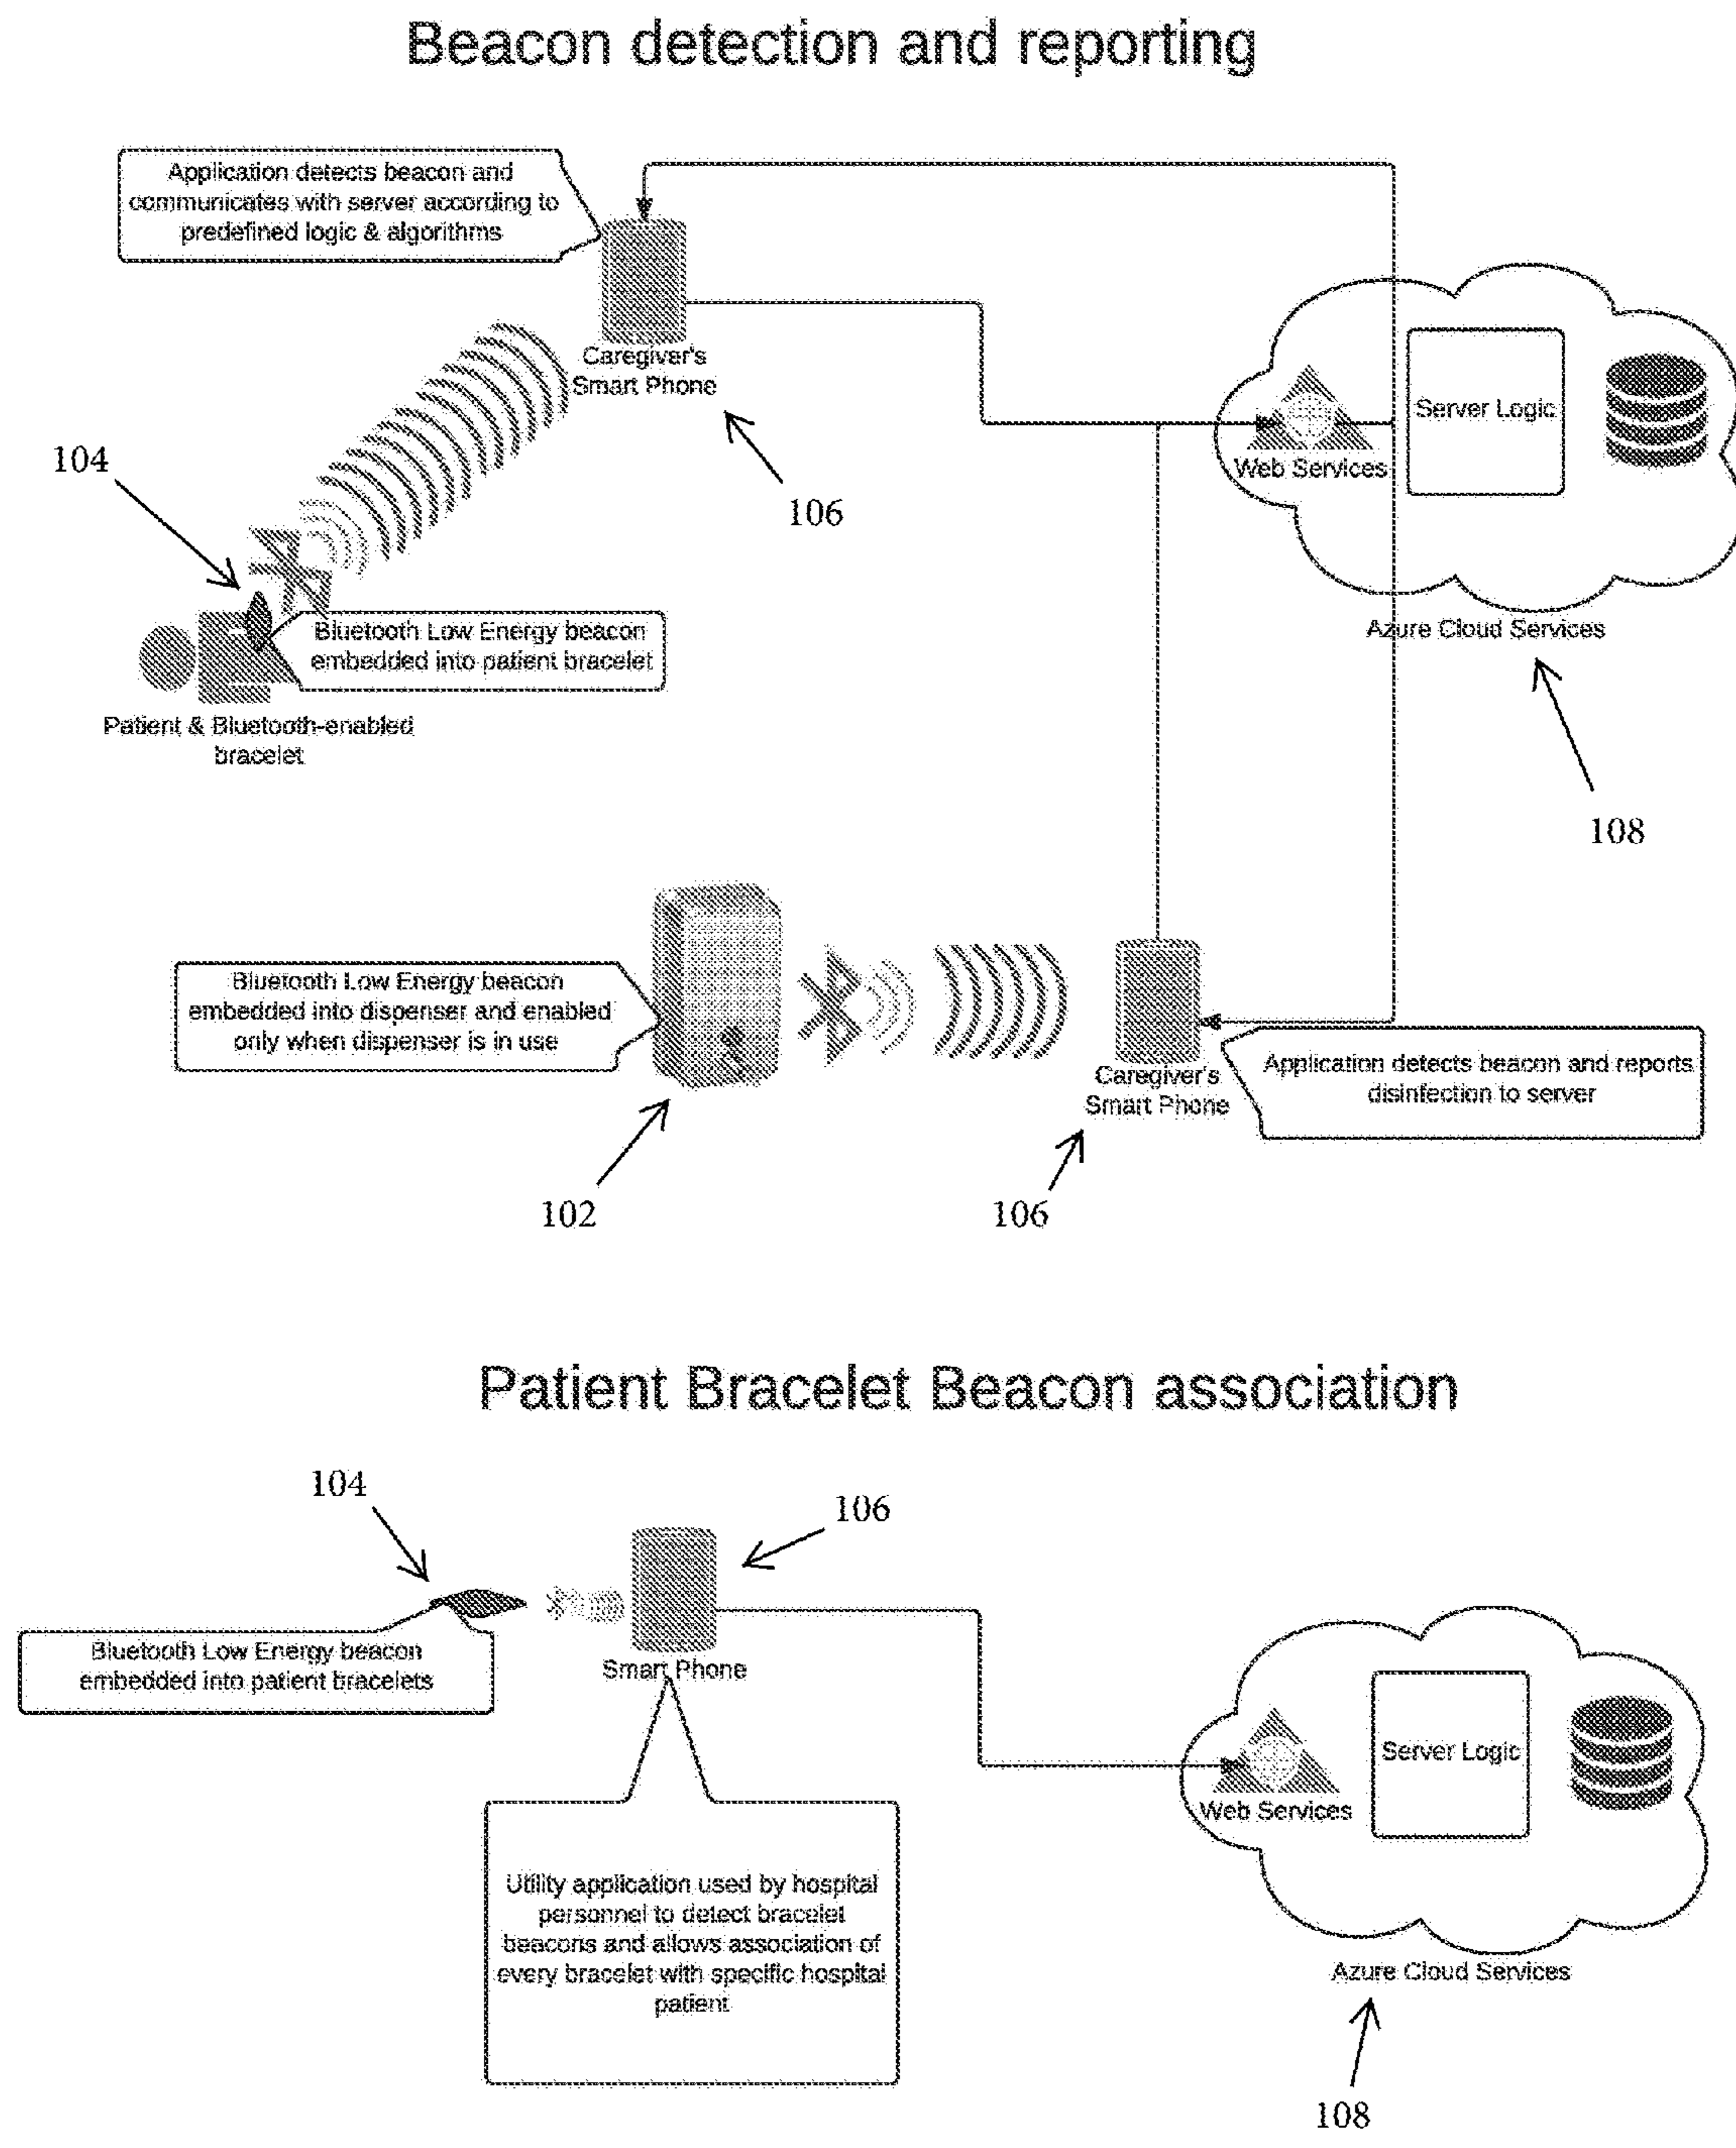 Beacon detection and reporting
Application detects beacon and
communicates with server according to
predefined logic & algorithms
Caregiver's
Smart Phone
106
104
Server Logic
Web Services
Azure Cloud Services
108
Bluetooth Low Energy beacon
embedded into patient bracelet
Patient & Bluetooth-enabled
bracelet
Bluetooth Low Energy beacon
embedded into dispenser and enabled
only when dispenser is in use
102
Caregiver's
Smart Phone
106
Application detects beacon and reports
disinfection to server
Patient Bracelet Beacon association
104
106
Bluetooth Low Energy beacon
embedded into patient bracelets
Smart Phone
Utility application used by hospital
personnel to detect bracelet
beacons and allows association of
every bracelet with specific hospital
patient
Server Logic
Web Services
Azure Cloud Services
108